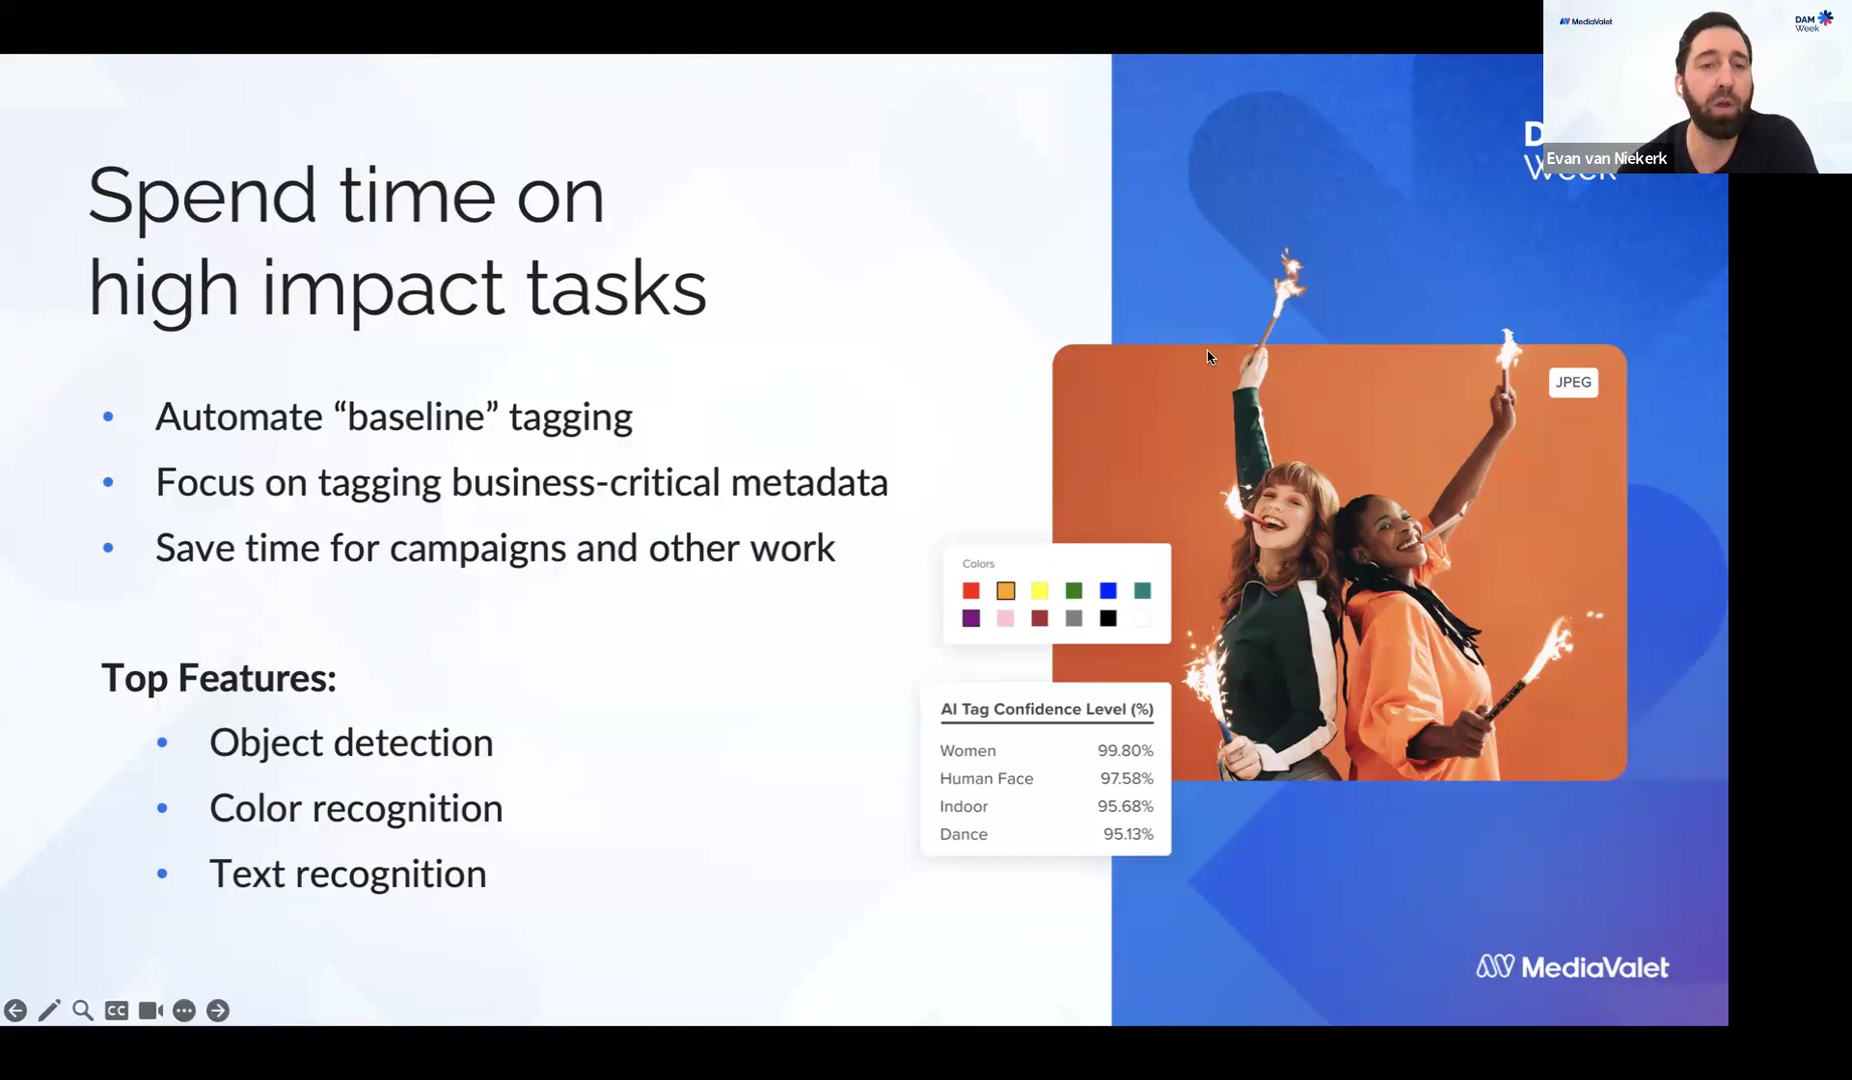 MediaValet
DAM
Week
Evan van Niekerk
D
Week
Spend time on
high impact tasks
• Automate “baseline” tagging
• Focus on tagging business-critical metadata
• Save time for campaigns and other work
Top Features:
• Object detection
• Color recognition
• Text recognition
JPEG
Colors
AI Tag Confidence Level (%)
Women 99.80%
Human Face 97.58%
Indoor 95.68%
Dance 95.13%
MediaValet
CC